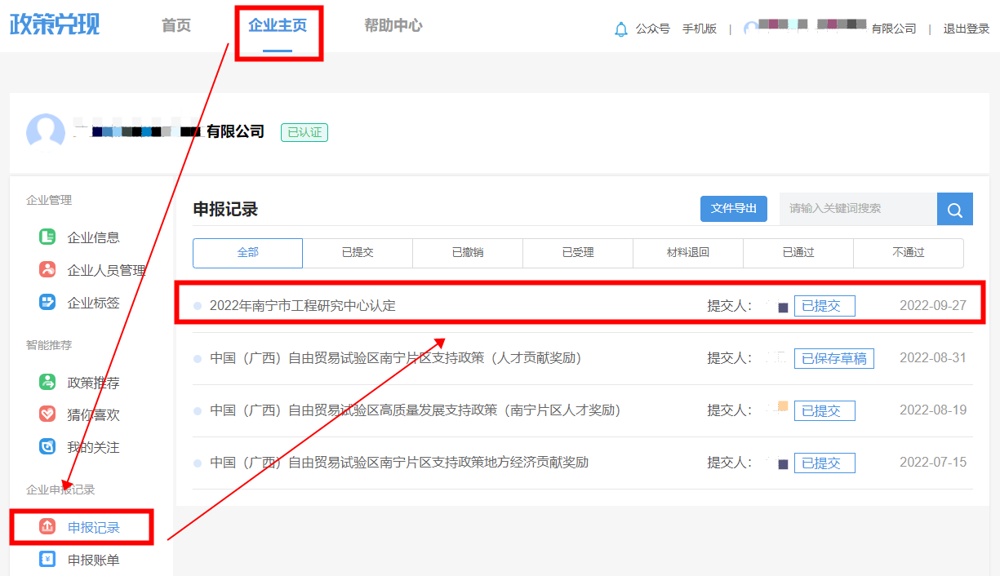 政策兑现 首页 企业主页 帮助中心 公众号 手机版 | 有限公司 | 退出登录
有限公司 已认证
企业管理
企业信息
企业人员管理
企业标签
智能推荐
政策推荐
猜你喜欢
我的关注
企业申报记录
申报记录
申报账单
申报记录 文件导出 请输入关键词搜索
全部 已提交 已撤销 已受理 材料退回 已通过 不通过
2022年南宁市工程研究中心认定 提交人： 已提交 2022-09-27
中国（广西）自由贸易试验区南宁片区支持政策（人才贡献奖励） 提交人： 已保存草稿 2022-08-31
中国（广西）自由贸易试验区高质量发展支持政策（南宁片区人才奖励） 提交人： 已提交 2022-08-19
中国（广西）自由贸易试验区南宁片区支持政策地方经济贡献奖励 提交人： 已提交 2022-07-15